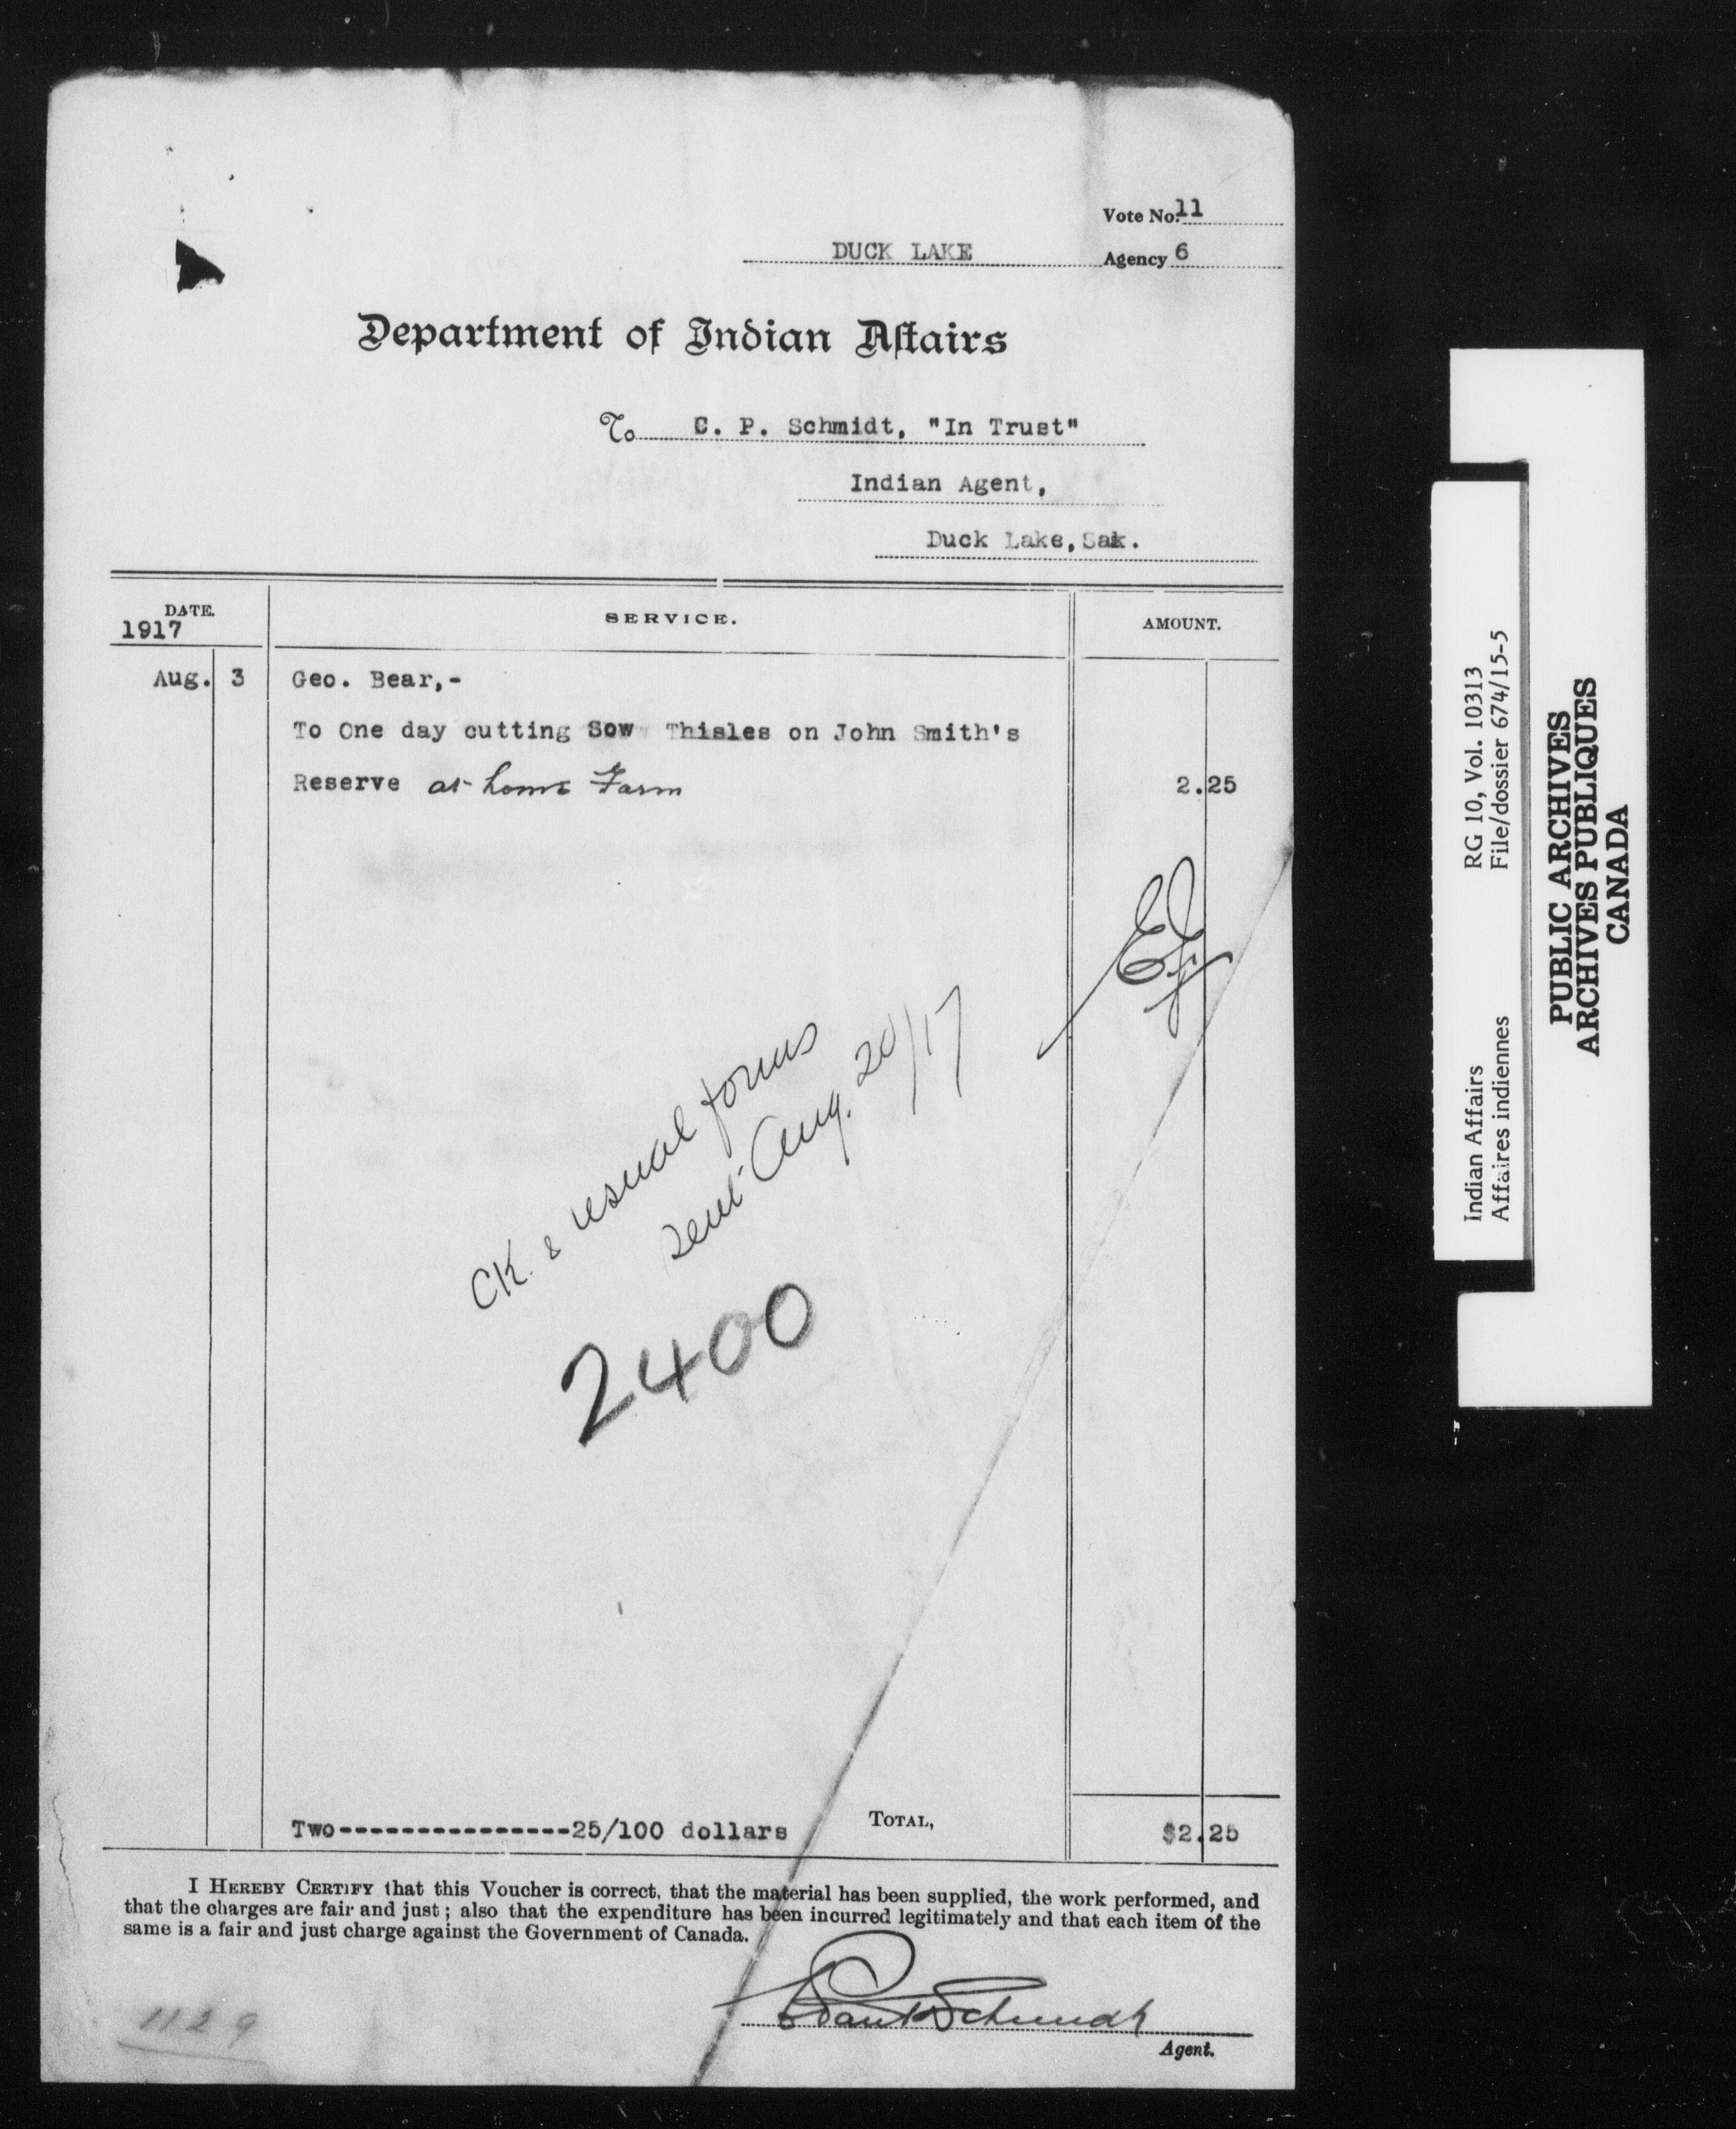 Vote No. 11
DUCK LAKE Agency 6
Department of Indian Affairs
To C. P. Schmidt, "In Trust"
Indian Agent,
Duck Lake, Sak.
DATE. SERVICE. AMOUNT.
1917
Aug. 3 Geo. Bear,-
To One day cutting Sow Thisles on John Smith's
Reserve at home Farm 2.25
CK. & usual forms
sent Aug. 20/17
2400
Two---------------25/100 dollars TOTAL, $2.25
I HEREBY CERTIFY that this Voucher is correct, that the material has been supplied, the work performed, and
that the charges are fair and just; also that the expenditure has been incurred legitimately and that each item of the
same is a fair and just charge against the Government of Canada.
Schmidt
Agent.
1129
Indian Affairs RG 10, Vol. 10313
Affaires indiennes File/dossier 674/15-5
PUBLIC ARCHIVES
ARCHIVES PUBLIQUES
CANADA